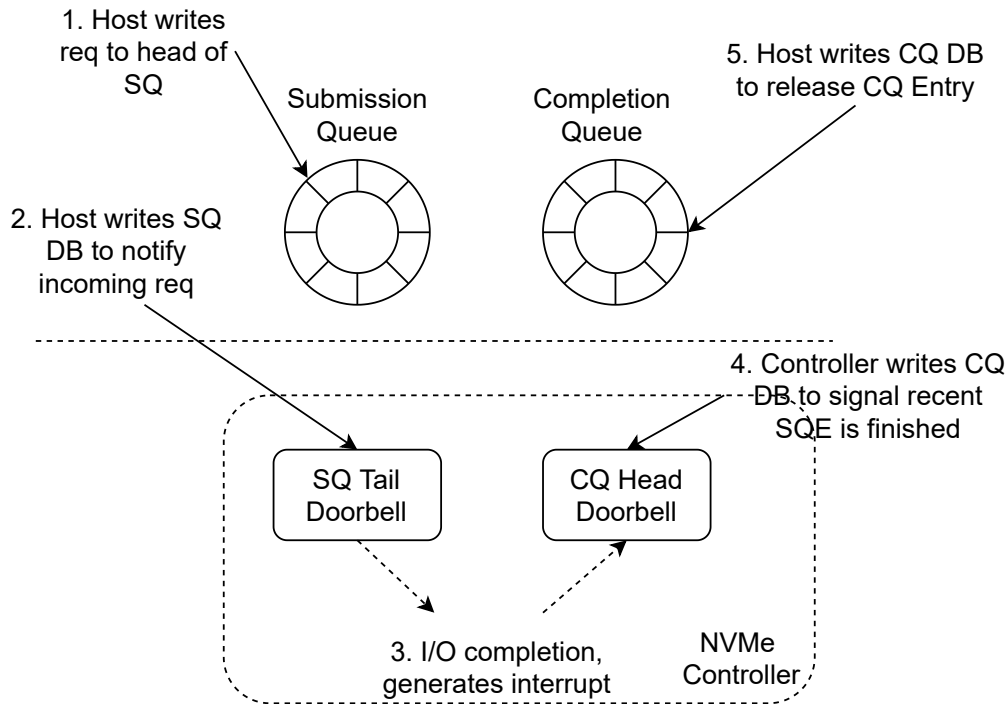 1. Host writes
req to head of
SQ
5. Host writes CQ DB
to release CQ Entry
Submission
Queue
Completion
Queue
2. Host writes SQ
DB to notify
incoming req
4. Controller writes CQ
DB to signal recent
SQE is finished
SQ Tail
Doorbell
CQ Head
Doorbell
3. I/O completion,
generates interrupt
NVMe
Controller